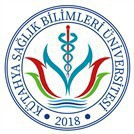 KÜTAHYA SAĞLIK BİLİMLERİ ÜNİVERSİTESİ
2018